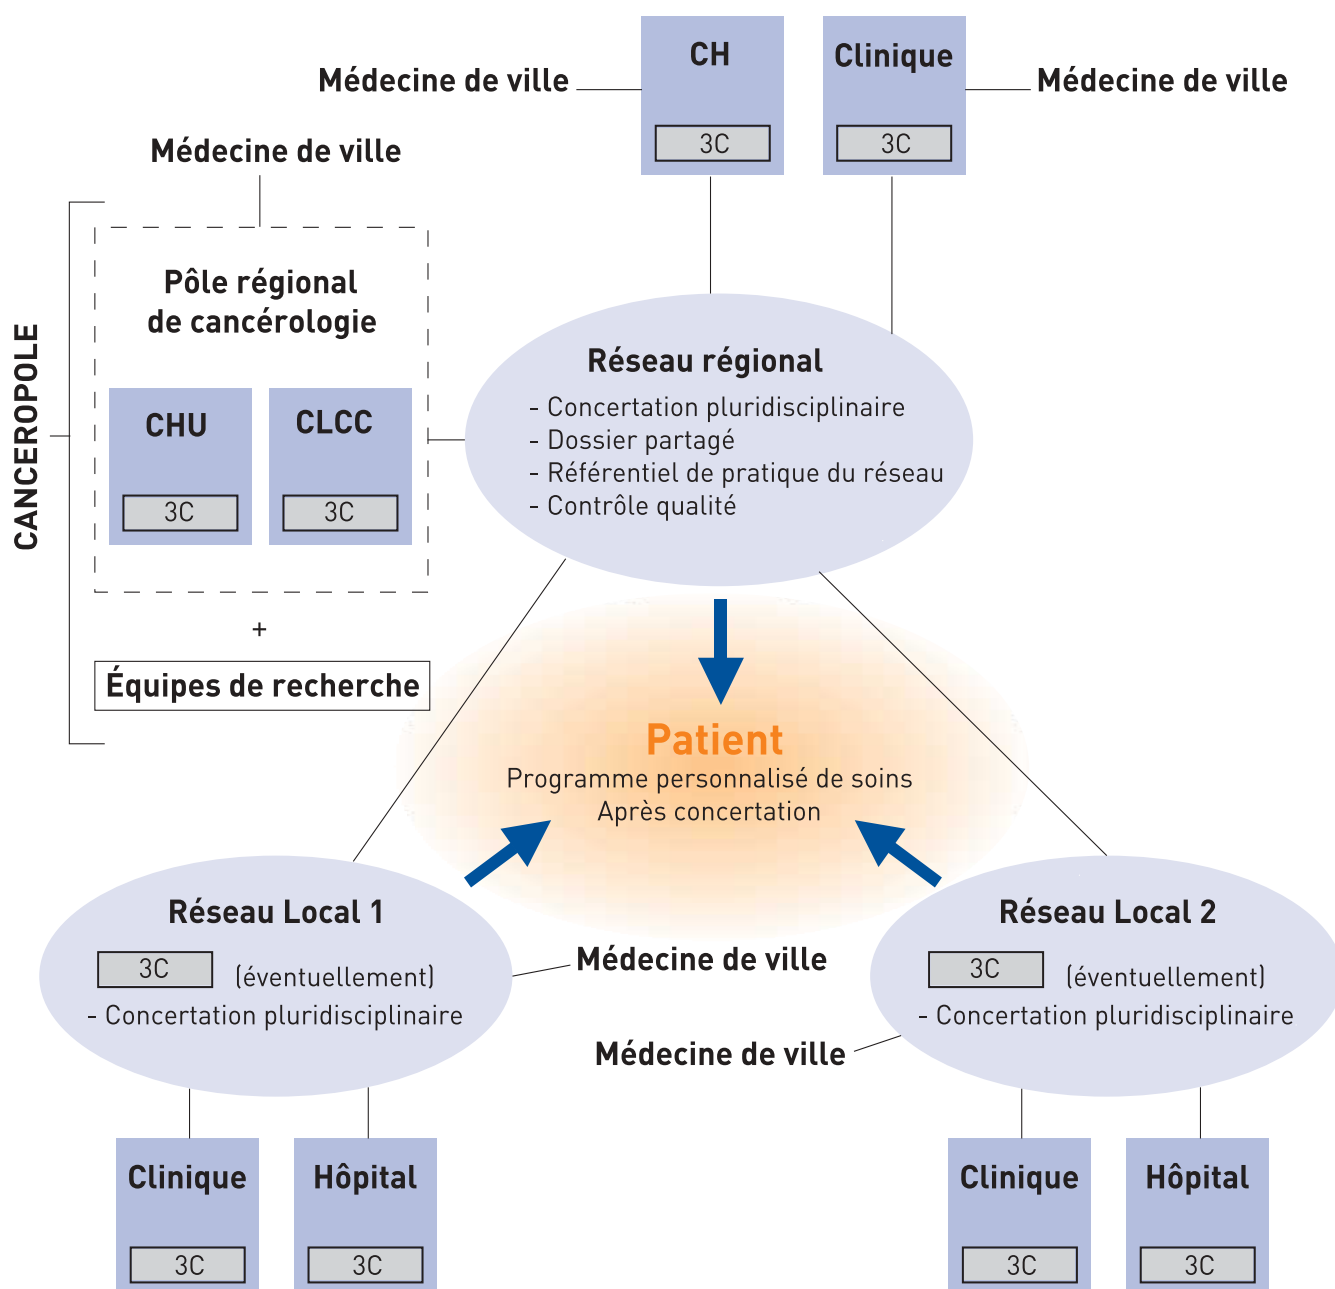 CH
Clinique
Médecine de ville
Médecine de ville
3C
3C
Médecine de ville
CANCEROPOLE
Pôle régional
de cancérologie
CHU
CLCC
3C
3C
+
Équipes de recherche
Réseau régional
- Concertation pluridisciplinaire
- Dossier partagé
- Référentiel de pratique du réseau
- Contrôle qualité
Patient
Programme personnalisé de soins
Après concertation
Réseau Local 1
3C (éventuellement)
- Concertation pluridisciplinaire
Médecine de ville
Réseau Local 2
3C (éventuellement)
- Concertation pluridisciplinaire
Médecine de ville
Clinique
Hôpital
3C
3C
Clinique
Hôpital
3C
3C